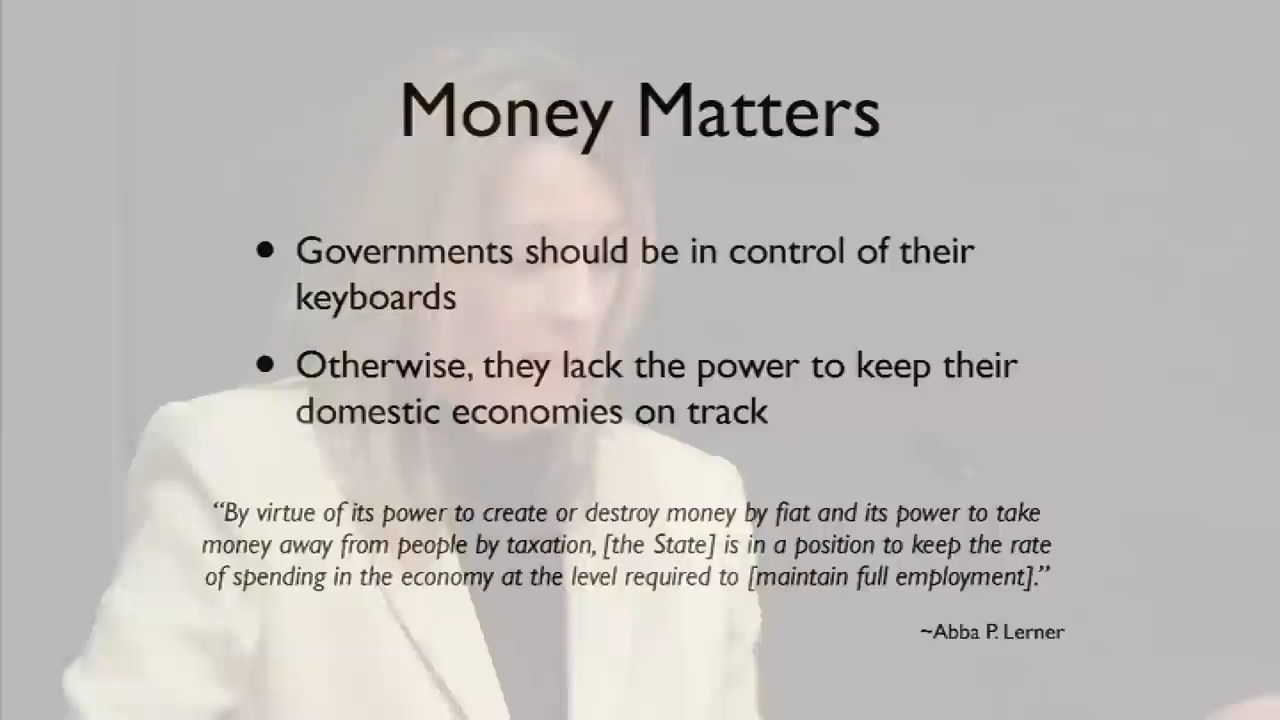 Money Matters
• Governments should be in control of their
keyboards
• Otherwise, they lack the power to keep their
domestic economies on track
“By virtue of its power to create or destroy money by fiat and its power to take
money away from people by taxation, [the State] is in a position to keep the rate
of spending in the economy at the level required to [maintain full employment].”
~Abba P. Lerner